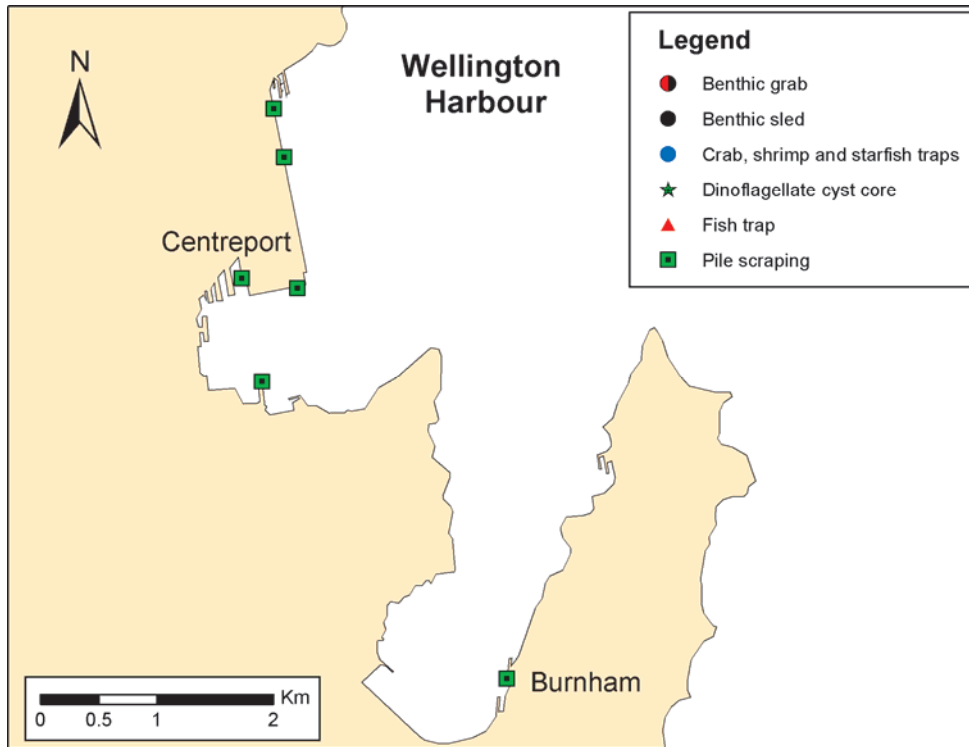 N
Wellington
Harbour
Legend
Benthic grab
Benthic sled
Crab, shrimp and starfish traps
Dinoflagellate cyst core
Fish trap
Pile scraping
Centreport
Burnham
Km
0 0.5 1 2